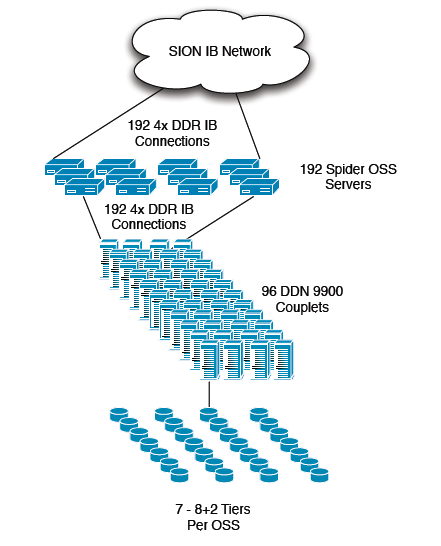 SION IB Network
192 4x DDR IB
Connections
192 Spider OSS
Servers
192 4x DDR IB
Connections
96 DDN 9900
Couplets
7 - 8+2 Tiers
Per OSS